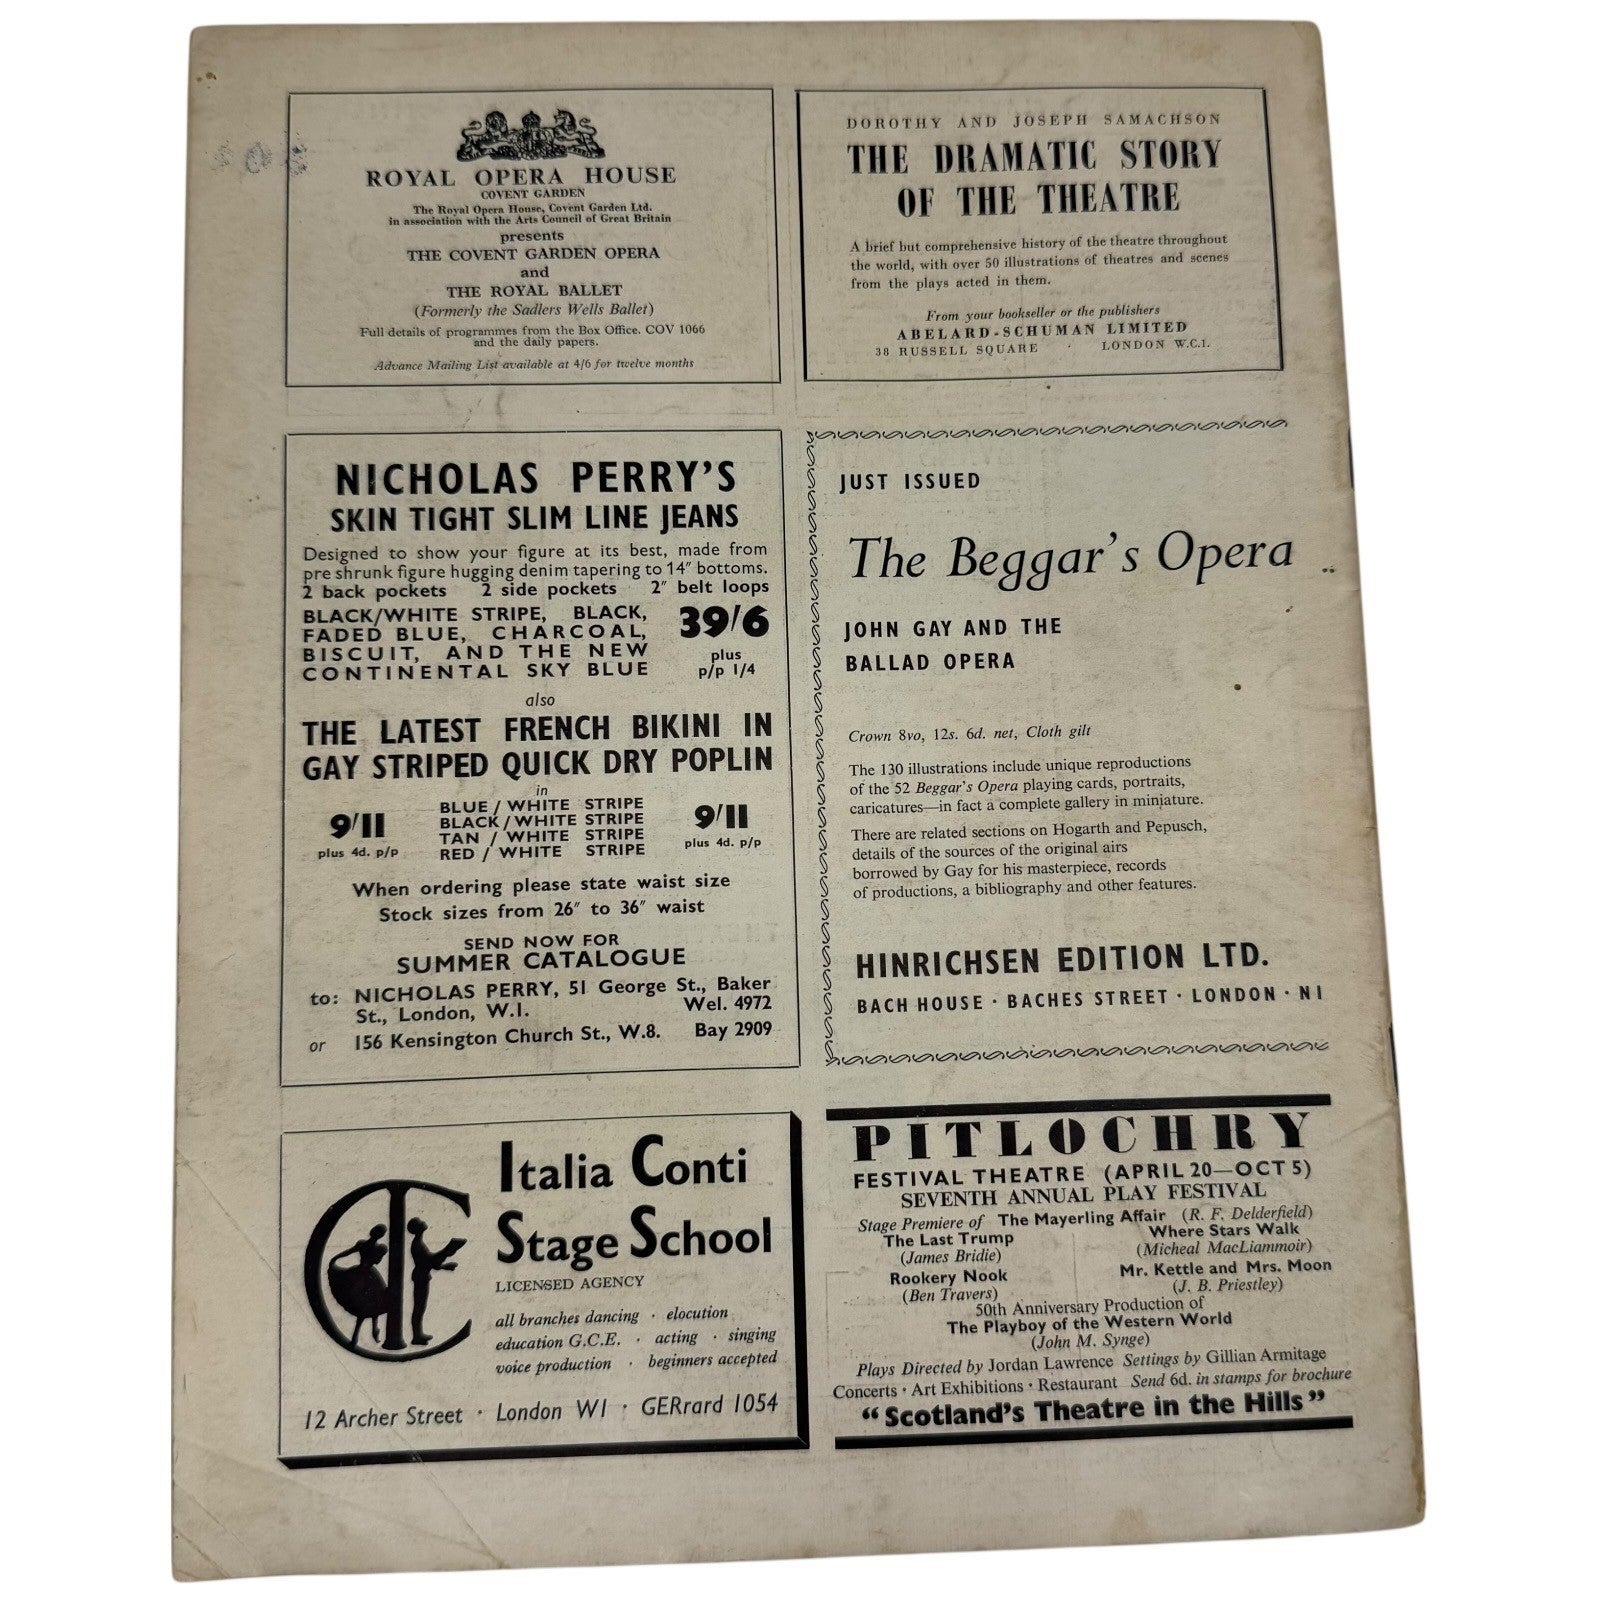 ROYAL OPERA HOUSE
COVENT GARDEN
The Royal Opera House, Covent Garden Ltd.
in association with the Arts Council of Great Britain
presents
THE COVENT GARDEN OPERA
and
THE ROYAL BALLET
(Formerly the Sadlers Wells Ballet)
Full details of programmes from the Box Office. COV 1066
and the daily papers.
Advance Mailing List available at 4/6 for twelve months
DOROTHY AND JOSEPH SAMACHSON
THE DRAMATIC STORY
OF THE THEATRE
A brief but comprehensive history of the theatre throughout
the world, with over 50 illustrations of theatres and scenes
from the plays acted in them.
From your bookseller or the publishers
ABELARD-SCHUMAN LIMITED
38 RUSSELL SQUARE · LONDON W.C.1.
NICHOLAS PERRY'S
SKIN TIGHT SLIM LINE JEANS
Designed to show your figure at its best, made from
pre shrunk figure hugging denim tapering to 14″ bottoms.
2 back pockets 2 side pockets 2″ belt loops
BLACK/WHITE STRIPE, BLACK,
FADED BLUE, CHARCOAL,
BISCUIT, AND THE NEW
CONTINENTAL SKY BLUE
39/6
plus
p/p 1/4
also
THE LATEST FRENCH BIKINI IN
GAY STRIPED QUICK DRY POPLIN
in
9/11
plus 4d. p/p
BLUE / WHITE STRIPE
BLACK / WHITE STRIPE
TAN / WHITE STRIPE
RED / WHITE STRIPE
9/11
plus 4d. p/p
When ordering please state waist size
Stock sizes from 26″ to 36″ waist
SEND NOW FOR
SUMMER CATALOGUE
to: NICHOLAS PERRY, 51 George St., Baker
St., London, W.1. Wel. 4972
or 156 Kensington Church St., W.8. Bay 2909
JUST ISSUED
The Beggar's Opera
JOHN GAY AND THE
BALLAD OPERA
Crown 8vo, 12s. 6d. net, Cloth gilt
The 130 illustrations include unique reproductions
of the 52 Beggar's Opera playing cards, portraits,
caricatures—in fact a complete gallery in miniature.
There are related sections on Hogarth and Pepusch,
details of the sources of the original airs
borrowed by Gay for his masterpiece, records
of productions, a bibliography and other features.
HINRICHSEN EDITION LTD.
BACH HOUSE · BACHES STREET · LONDON · N1
Italia Conti
Stage School
LICENSED AGENCY
all branches dancing · elocution
education G.C.E. · acting · singing
voice production · beginners accepted
12 Archer Street · London W1 · GERrard 1054
PITLOCHRY
FESTIVAL THEATRE (APRIL 20—OCT 5)
SEVENTH ANNUAL PLAY FESTIVAL
Stage Premiere of The Mayerling Affair (R. F. Delderfield)
The Last Trump
(James Bridie)
Where Stars Walk
(Micheal MacLiammoir)
Rookery Nook
(Ben Travers)
Mr. Kettle and Mrs. Moon
(J. B. Priestley)
50th Anniversary Production of
The Playboy of the Western World
(John M. Synge)
Plays Directed by Jordan Lawrence Settings by Gillian Armitage
Concerts · Art Exhibitions · Restaurant Send 6d. in stamps for brochure
"Scotland's Theatre in the Hills"